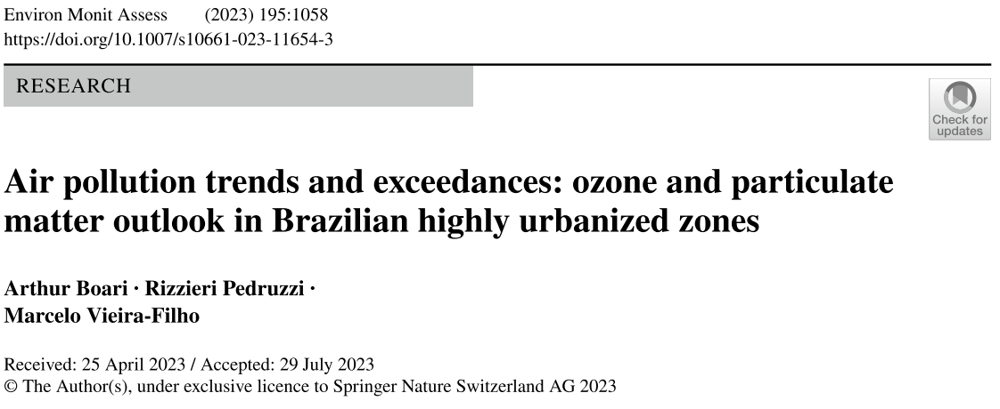 Environ Monit Assess (2023) 195:1058
https://doi.org/10.1007/s10661-023-11654-3
RESEARCH
Check for
updates
Air pollution trends and exceedances: ozone and particulate
matter outlook in Brazilian highly urbanized zones
Arthur Boari · Rizzieri Pedruzzi ·
Marcelo Vieira-Filho
Received: 25 April 2023 / Accepted: 29 July 2023
© The Author(s), under exclusive licence to Springer Nature Switzerland AG 2023